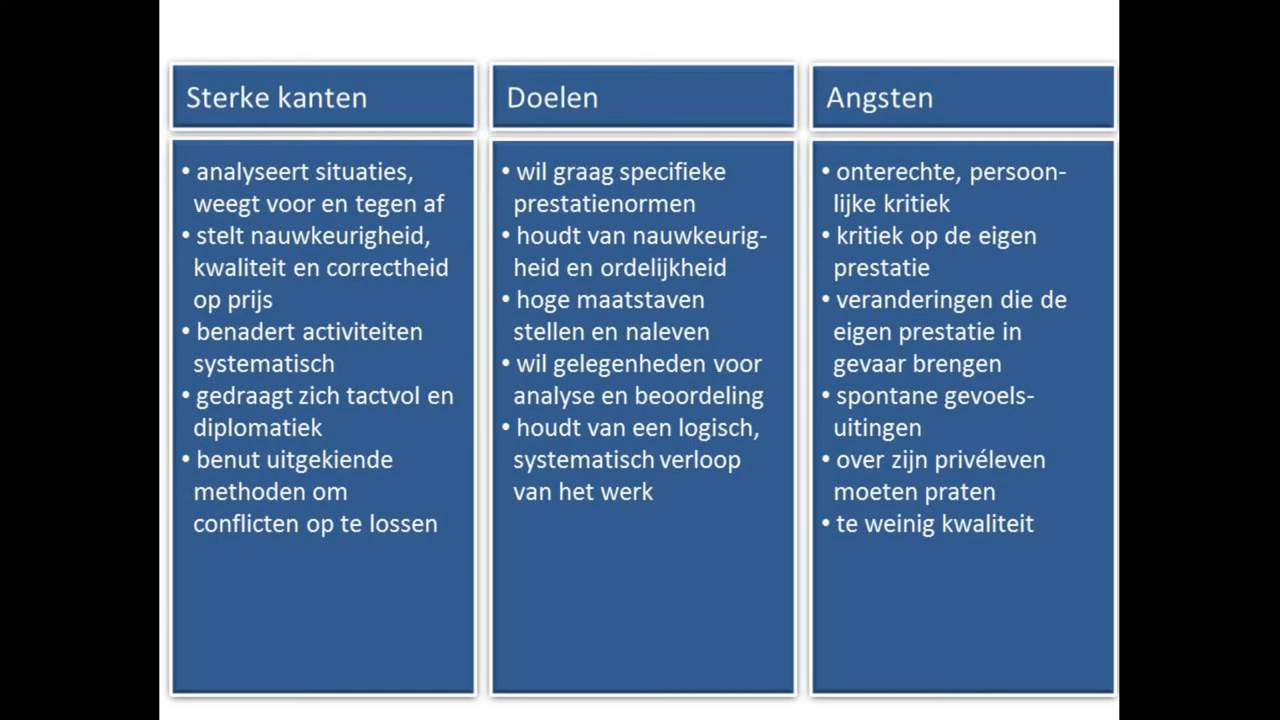 Sterke kanten
• analyseert situaties,
weegt voor en tegen af
• stelt nauwkeurigheid,
kwaliteit en correctheid
op prijs
• benadert activiteiten
systematisch
• gedraagt zich tactvol en
diplomatiek
• benut uitgekiende
methoden om
conflicten op te lossen
Doelen
• wil graag specifieke
prestatienormen
• houdt van nauwkeurig-
heid en ordelijkheid
• hoge maatstaven
stellen en naleven
• wil gelegenheden voor
analyse en beoordeling
• houdt van een logisch,
systematisch verloop
van het werk
Angsten
• onterechte, persoon-
lijke kritiek
• kritiek op de eigen
prestatie
• veranderingen die de
eigen prestatie in
gevaar brengen
• spontane gevoels-
uitingen
• over zijn privéleven
moeten praten
• te weinig kwaliteit